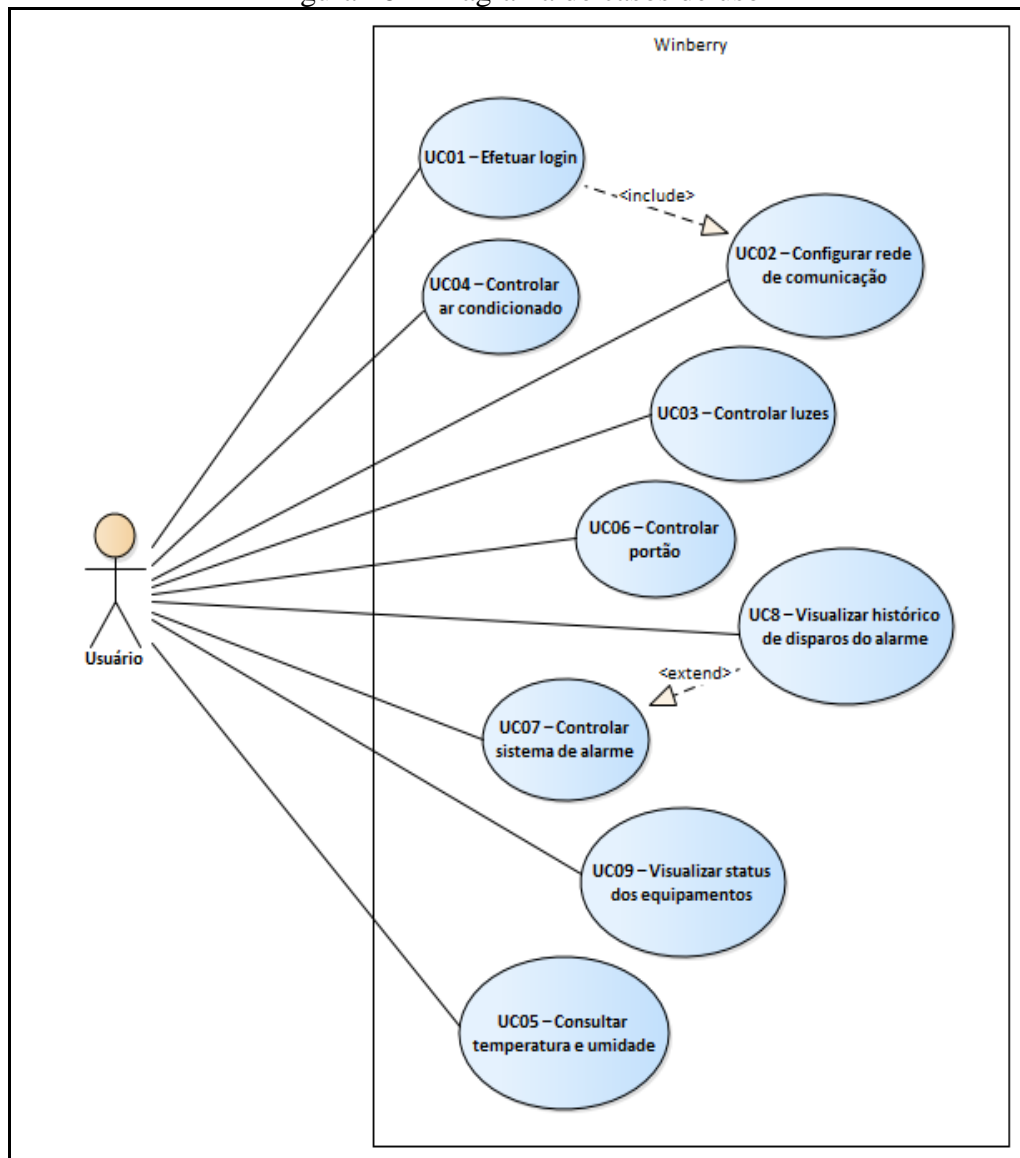 Winberry
UC01 – Efetuar login
<include>
UC02 – Configurar rede
de comunicação
UC04 – Controlar
ar condicionado
UC03 – Controlar luzes
UC06 – Controlar
portão
UC8 – Visualizar histórico
de disparos do alarme
Usuário
<extend>
UC07 – Controlar
sistema de alarme
UC09 – Visualizar status
dos equipamentos
UC05 – Consultar
temperatura e umidade